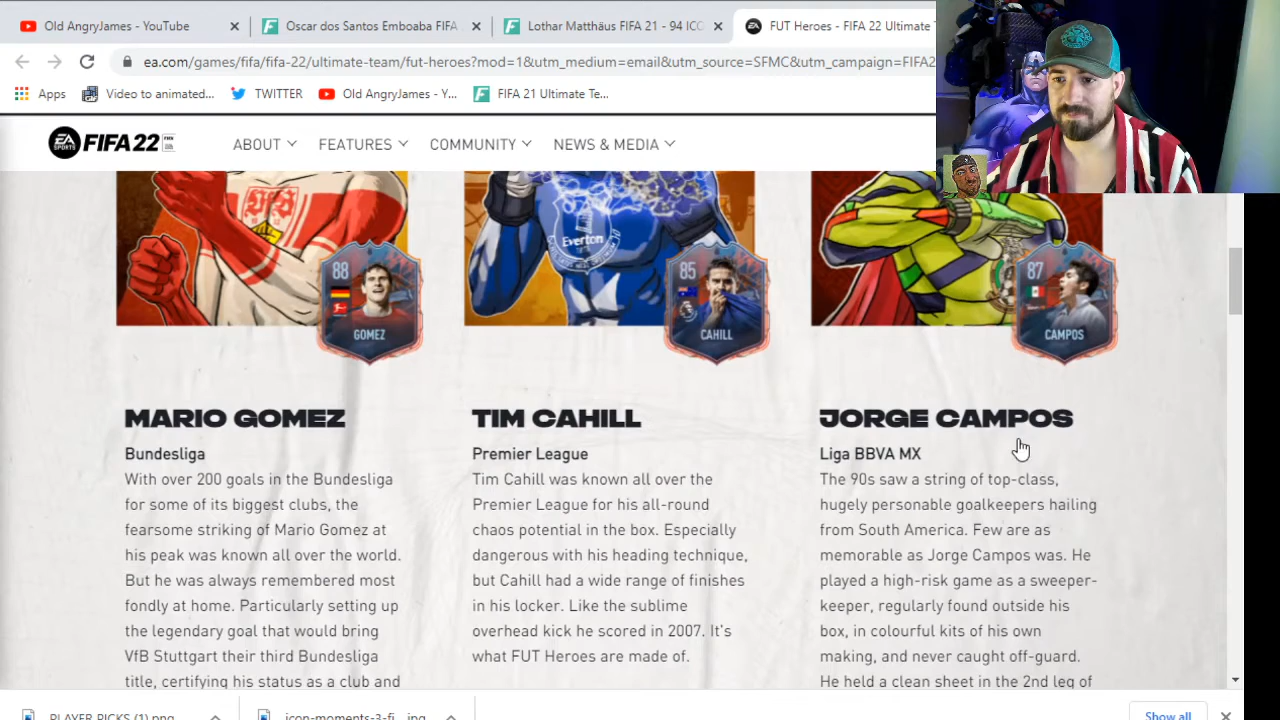 Old AngryJames - YouTube
Oscar dos Santos Emboaba FIFA
Lothar Matthäus FIFA 21 - 94 ICO
FUT Heroes - FIFA 22 Ultimate
ea.com/games/fifa/fifa-22/ultimate-team/fut-heroes?mod=1&utm_medium=email&utm_source=SFMC&utm_campaign=FIFA2
Apps
Video to animated...
TWITTER
Old AngryJames - Y...
FIFA 21 Ultimate Te...
EA SPORTS FIFA 22
ABOUT
FEATURES
COMMUNITY
NEWS & MEDIA
Everton
88
GOMEZ
85
CAHILL
87
CAMPOS
MARIO GOMEZ
Bundesliga
With over 200 goals in the Bundesliga
for some of its biggest clubs, the
fearsome striking of Mario Gomez at
his peak was known all over the world.
But he was always remembered most
fondly at home. Particularly setting up
the legendary goal that would bring
VfB Stuttgart their third Bundesliga
title, certifying his status as a club and
TIM CAHILL
Premier League
Tim Cahill was known all over the
Premier League for his all-round
chaos potential in the box. Especially
dangerous with his heading technique,
but Cahill had a wide range of finishes
in his locker. Like the sublime
overhead kick he scored in 2007. It's
what FUT Heroes are made of.
JORGE CAMPOS
Liga BBVA MX
The 90s saw a string of top-class,
hugely personable goalkeepers hailing
from South America. Few are as
memorable as Jorge Campos was. He
played a high-risk game as a sweeper-
keeper, regularly found outside his
box, in colourful kits of his own
making, and never caught off-guard.
He held a clean sheet in the 2nd leg of
PLAYER PICKS (1).png
icon-moments-3-fi....jpg
Show all